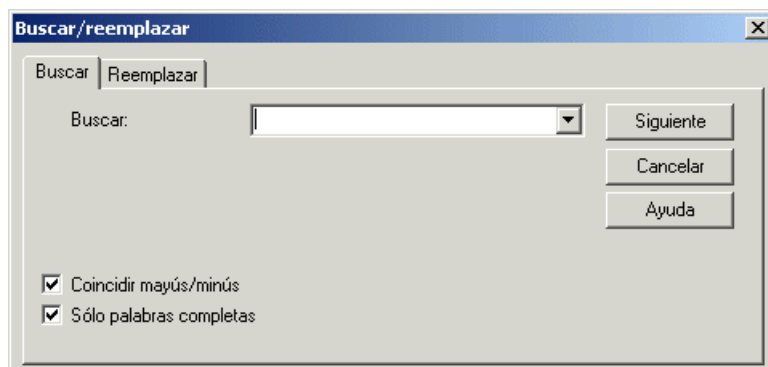 Buscar/reemplazar
Buscar
Reemplazar
Buscar:
Siguiente
Cancelar
Ayuda
Coincidir mayús/minús
Sólo palabras completas